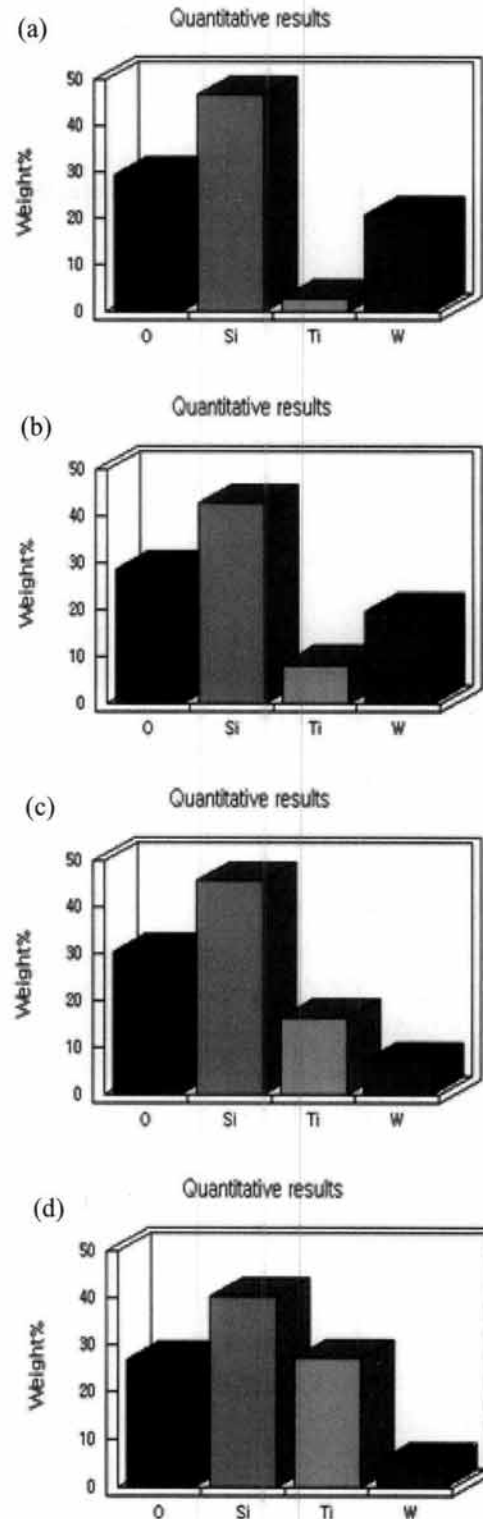 (a)
Quantitative results
Weight%
50
40
30
20
10
0
O Si Ti W
(b)
Quantitative results
Weight%
50
40
30
20
10
0
O Si Ti W
(c)
Quantitative results
Weight%
50
40
30
20
10
0
O Si Ti W
(d)
Quantitative results
Weight%
50
40
30
20
10
0
O Si Ti W